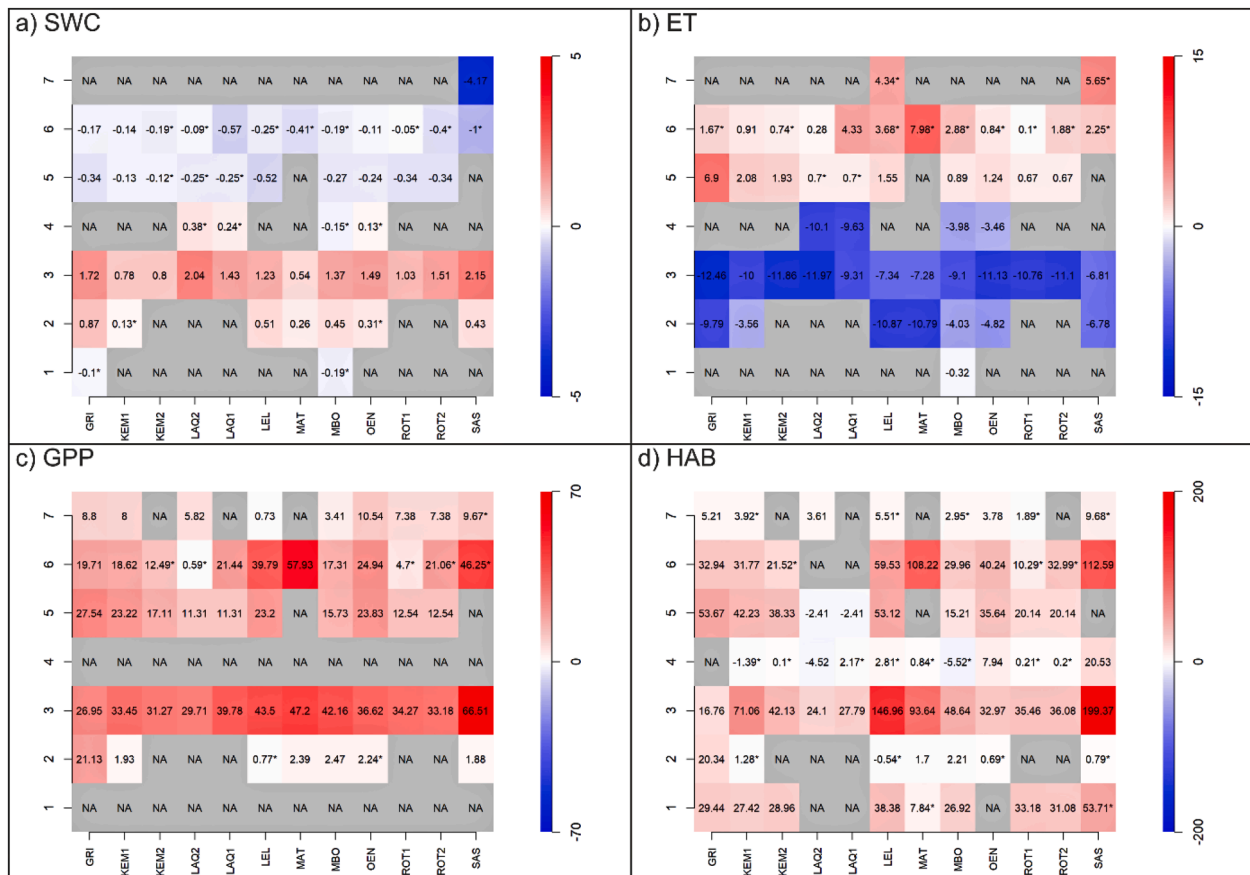 a) SWC
7 NA NA NA NA NA NA NA NA NA NA NA -4.17
6 -0.17 -0.14 -0.19* -0.09* -0.57 -0.25* -0.41* -0.19* -0.11 -0.05* -0.4* -1*
5 -0.34 -0.13 -0.12* -0.25* -0.25* -0.52 NA -0.27 -0.24 -0.34 -0.34 NA
4 NA NA NA 0.38* 0.24* NA NA -0.15* 0.13* NA NA NA
3 1.72 0.78 0.8 2.04 1.43 1.23 0.54 1.37 1.49 1.03 1.51 2.15
2 0.87 0.13* NA NA NA 0.51 0.26 0.45 0.31* NA NA 0.43
1 -0.1* NA NA NA NA NA NA -0.19* NA NA NA NA
GRI KEM1 KEM2 LAQ2 LAQ1 LEL MAT MBO OEN ROT1 ROT2 SAS
5
0
-5
b) ET
7 NA NA NA NA NA 4.34* NA NA NA NA NA 5.65*
6 1.67* 0.91 0.74* 0.28 4.33 3.68* 7.98* 2.88* 0.84* 0.1* 1.88* 2.25*
5 6.9 2.08 1.93 0.7* 0.7* 1.55 NA 0.89 1.24 0.67 0.67 NA
4 NA NA NA -10.1 -9.63 NA NA -3.98 -3.46 NA NA NA
3 -12.46 -10 -11.86 -11.97 -9.31 -7.34 -7.28 -9.1 -11.13 -10.76 -11.1 -6.81
2 -9.79 -3.56 NA NA NA -10.87 -10.79 -4.03 -4.82 NA NA -6.78
1 NA NA NA NA NA NA NA -0.32 NA NA NA NA
GRI KEM1 KEM2 LAQ2 LAQ1 LEL MAT MBO OEN ROT1 ROT2 SAS
15
0
-15
c) GPP
7 8.8 8 NA 5.82 NA 0.73 NA 3.41 10.54 7.38 7.38 9.67*
6 19.71 18.62 12.49* 0.59* 21.44 39.79 57.93 17.31 24.94 4.7* 21.06* 46.25*
5 27.54 23.22 17.11 11.31 11.31 23.2 NA 15.73 23.83 12.54 12.54 NA
4 NA NA NA NA NA NA NA NA NA NA NA NA
3 26.95 33.45 31.27 29.71 39.78 43.5 47.2 42.16 36.62 34.27 33.18 66.51
2 21.13 1.93 NA NA NA 0.77* 2.39 2.47 2.24* NA NA 1.88
1 NA NA NA NA NA NA NA NA NA NA NA NA
GRI KEM1 KEM2 LAQ2 LAQ1 LEL MAT MBO OEN ROT1 ROT2 SAS
70
0
-70
d) HAB
7 5.21 3.92* NA 3.61 NA 5.51* NA 2.95* 3.78 1.89* NA 9.68*
6 32.94 31.77 21.52* NA NA 59.53 108.22 29.96 40.24 10.29* 32.99* 112.59
5 53.67 42.23 38.33 -2.41 -2.41 53.12 NA 15.21 35.64 20.14 20.14 NA
4 NA -1.39* 0.1* -4.52 2.17* 2.81* 0.84* -5.52* 7.94 0.21* 0.2* 20.53
3 16.76 71.06 42.13 24.1 27.79 146.96 93.64 48.64 32.97 35.46 36.08 199.37
2 20.34 1.28* NA NA NA -0.54* 1.7 2.21 0.69* NA NA 0.79*
1 29.44 27.42 28.96 NA NA 38.38 7.84* 26.92 NA 33.18 31.08 53.71*
GRI KEM1 KEM2 LAQ2 LAQ1 LEL MAT MBO OEN ROT1 ROT2 SAS
200
0
-200